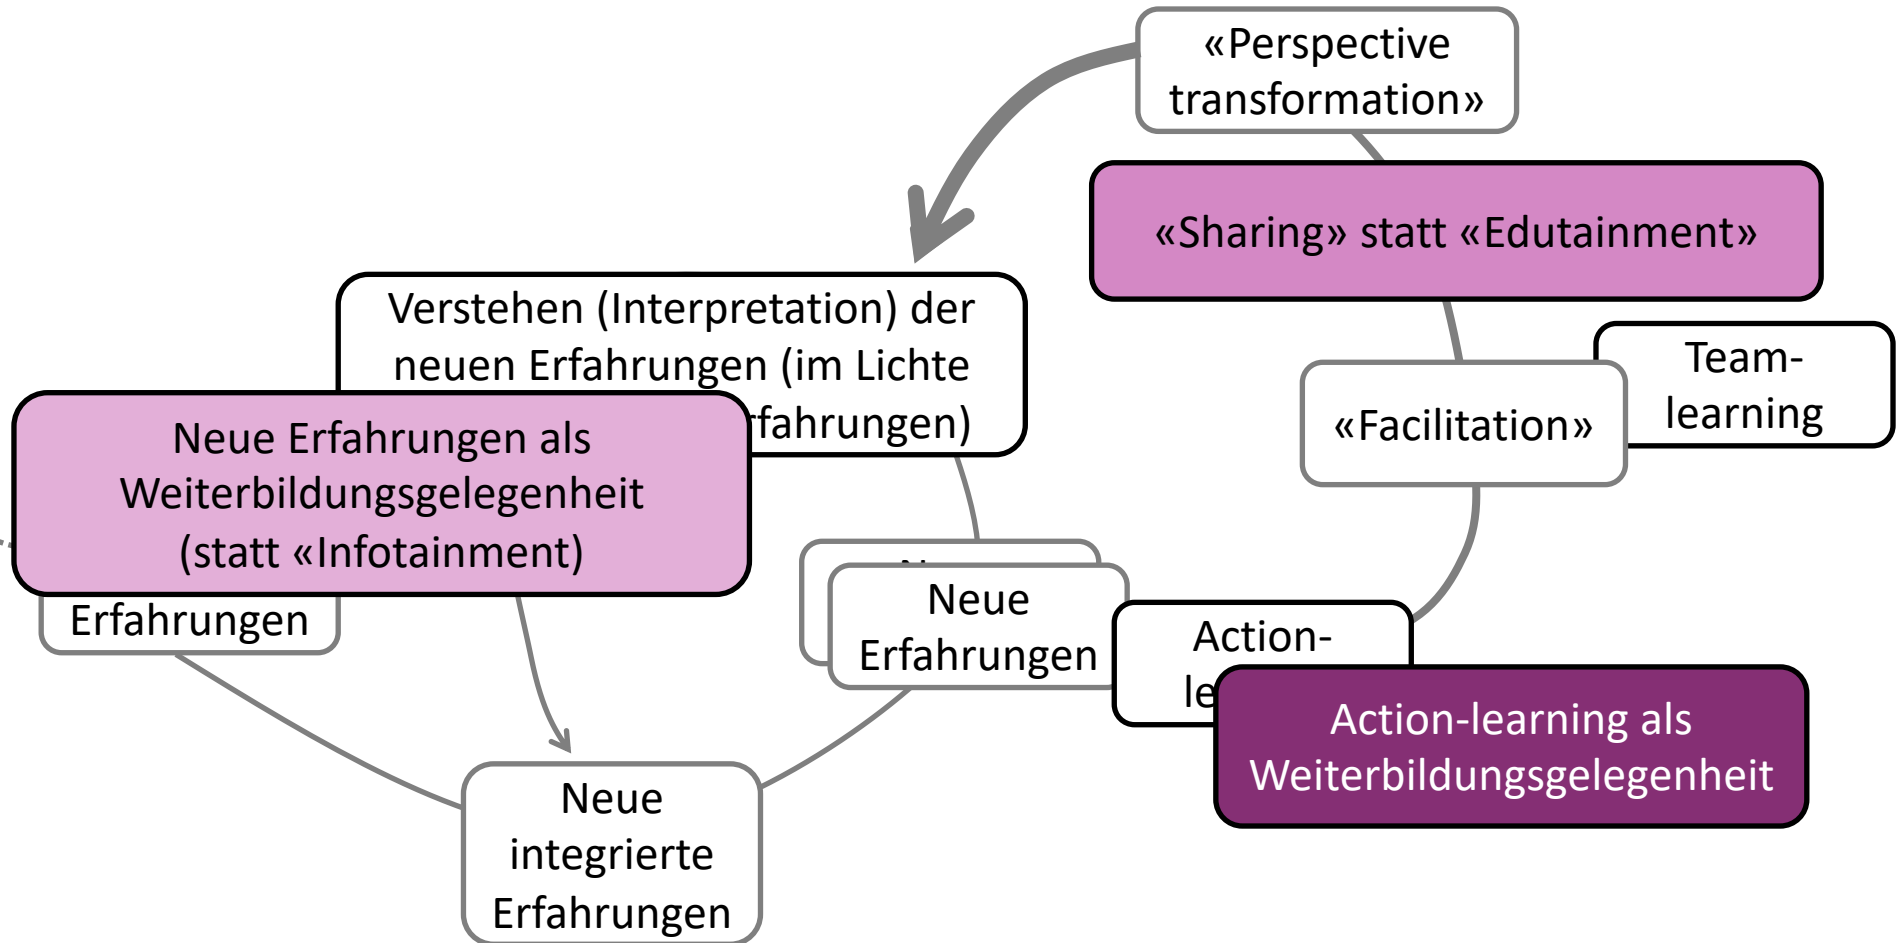 «Perspective
transformation»
«Sharing» statt «Edutainment»
Verstehen (Interpretation) der
neuen Erfahrungen (im Lichte
Team-
learning
«Facilitation»
Neue Erfahrungen als
Weiterbildungsgelegenheit
(statt «Infotainment)
Erfahrungen
Neue
Erfahrungen
Action-
Action-learning als
Weiterbildungsgelegenheit
Neue
integrierte
Erfahrungen